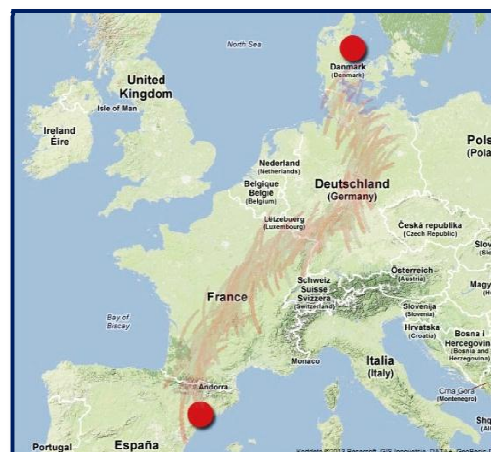 North Sea
Danmark
(Denmark)
United
Kingdom
Isle of Man
Ireland
Éire
Nederland
(Netherlands)
België
Belgique
(Belgium)
Deutschland
(Germany)
Polsk
(Pola
Lëtzebuerg
(Luxembourg)
Česká republika
(Czech Republic)
Schweiz
Suisse
Svizzera
(Switzerland)
Österreich
(Austria)
France
Magy
Slovenija
(Slovenia)
Hrvatska
(Croatia)
Bay of
Biscay
Monaco
Bosna i
Hercegovina
(Bosnia and
Italia
(Italy)
Andorra
Crna Gora
(Montenegro)
Portugal
España